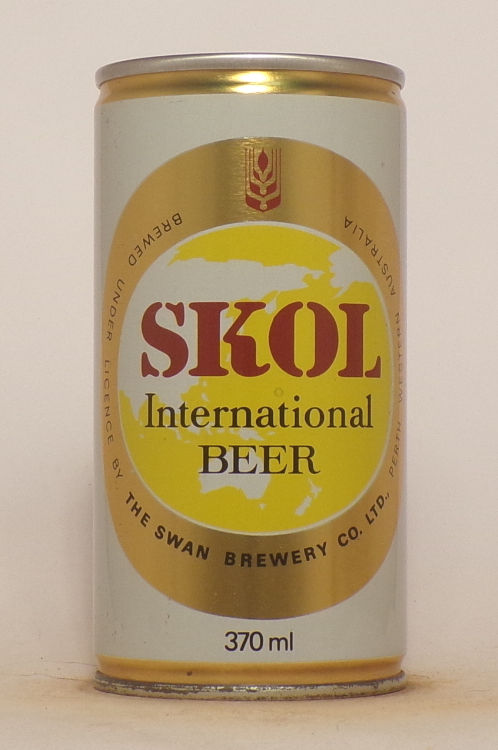 SKOL
International
BEER
BREWED UNDER LICENCE BY THE SWAN BREWERY CO. LTD., PERTH WESTERN AUSTRALIA
370 ml